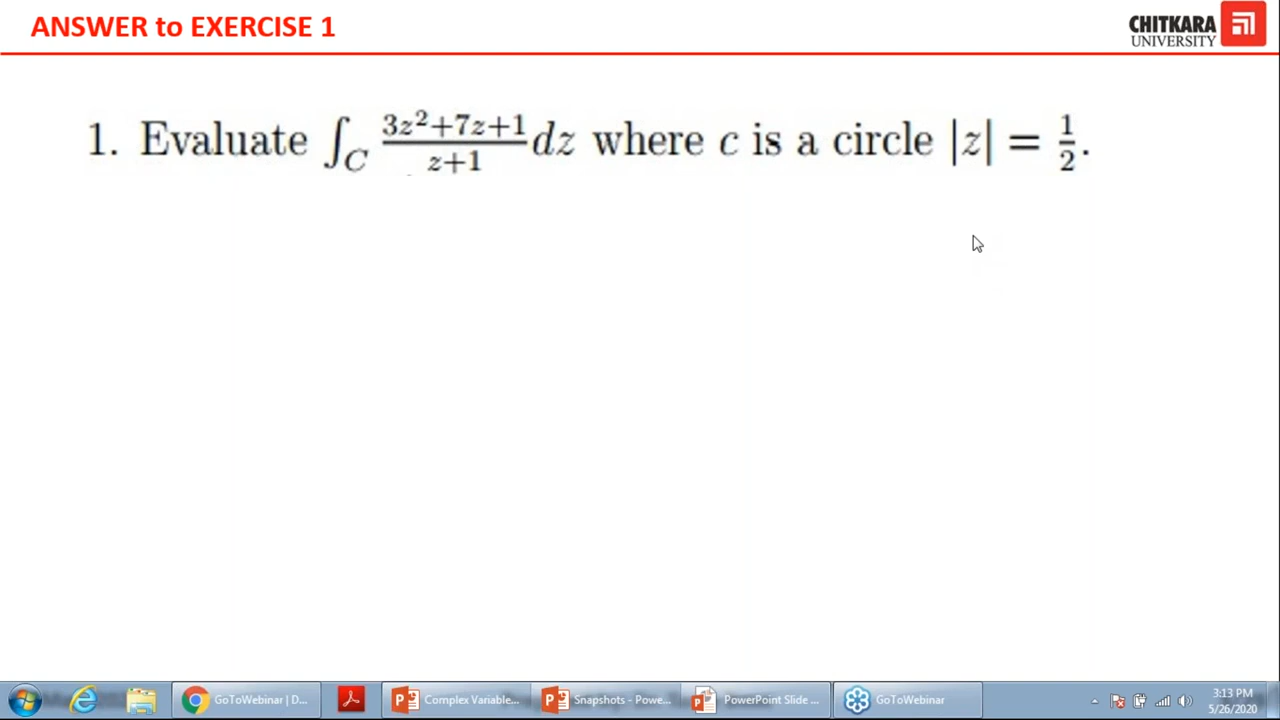 ANSWER to EXERCISE 1
CHITKARA
UNIVERSITY
1. Evaluate ∫_C (3z²+7z+1)/(z+1) dz where c is a circle |z| = 1/2.
GoToWebinar | D...
Complex Variable...
Snapshots - Powe...
PowerPoint Slide ...
GoToWebinar
3:13 PM
5/26/2020